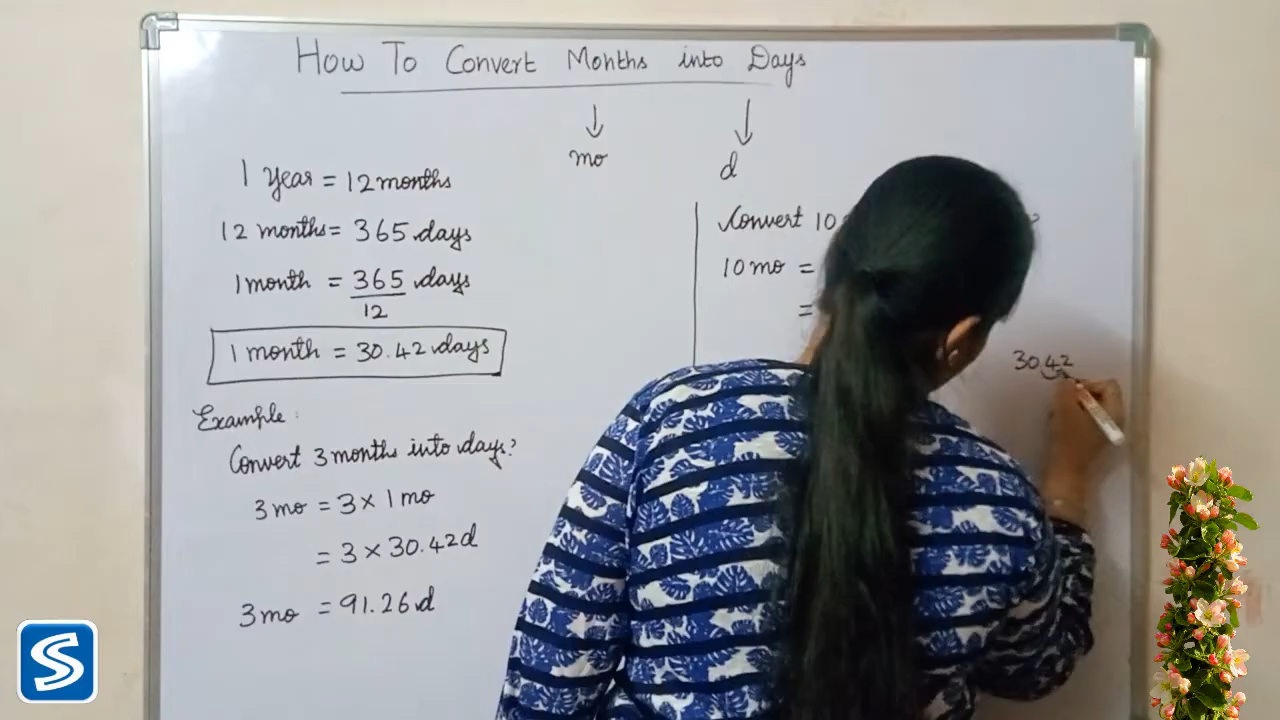 How To Convert Months into Days
mo
d
1 year = 12 months
12 months = 365 days
1 month = 365 days
12
1 month = 30.42 days
Example:
Convert 3 months into days?
3 mo = 3 × 1 mo
= 3 × 30.42 d
3 mo = 91.26 d
Convert 10
10 mo =
=
30.42
S